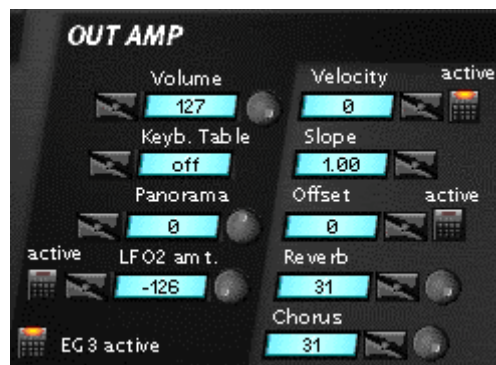 OUT AMP
Volume
127
Keyb. Table
off
Panorama
0
active
LFO2 amt.
-126
EG3 active
Velocity
active
0
Slope
1.00
Offset
active
0
Reverb
31
Chorus
31